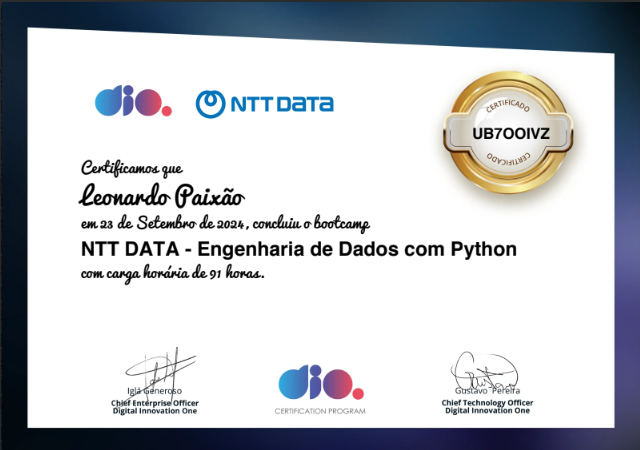 dio.
NTT DATA
CERTIFICADO
UB7OOIVZ
CERTIFICADO
Certificamos que
Leonardo Paixão
em 23 de Setembro de 2024, concluiu o bootcamp
NTT DATA - Engenharia de Dados com Python
com carga horária de 91 horas.
Iglá Generoso
Chief Enterprise Officer
Digital Innovation One
dio.
CERTIFICATION PROGRAM
Gustavo Pereira
Chief Technology Officer
Digital Innovation One